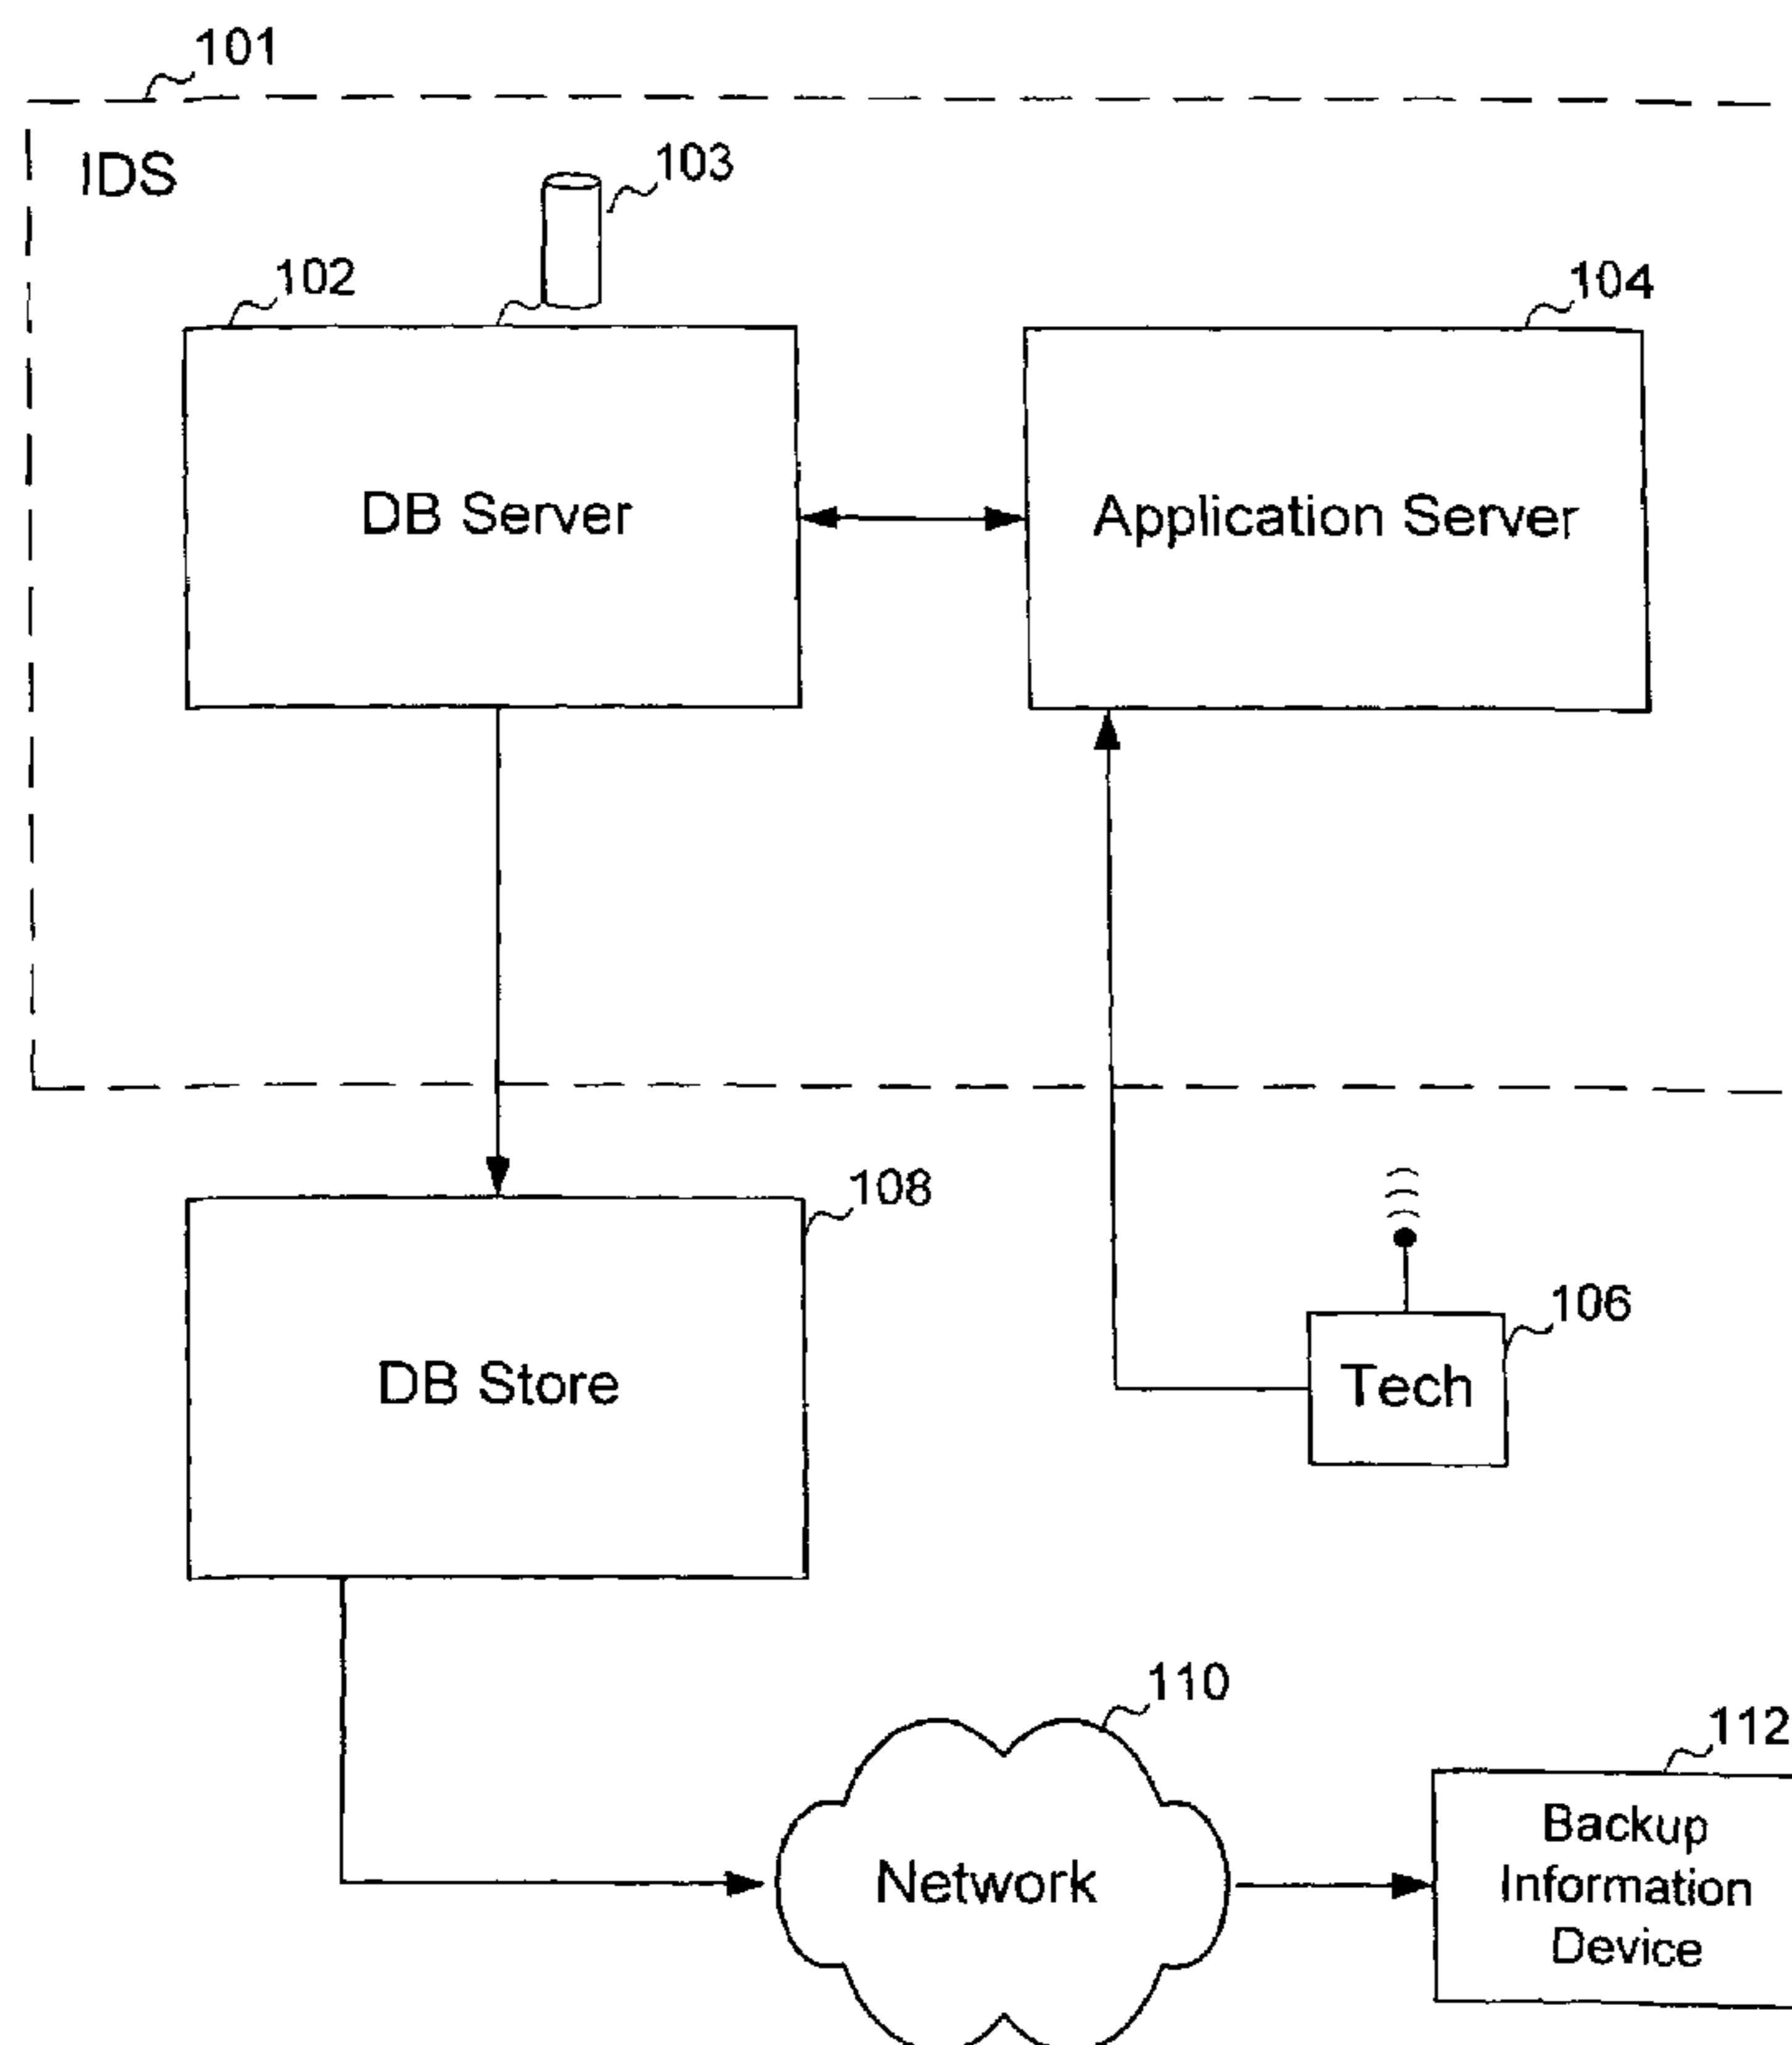 101
IDS
103
102
104
DB Server
Application Server
108
106
DB Store
Tech
110
112
Network
Backup
Information
Device